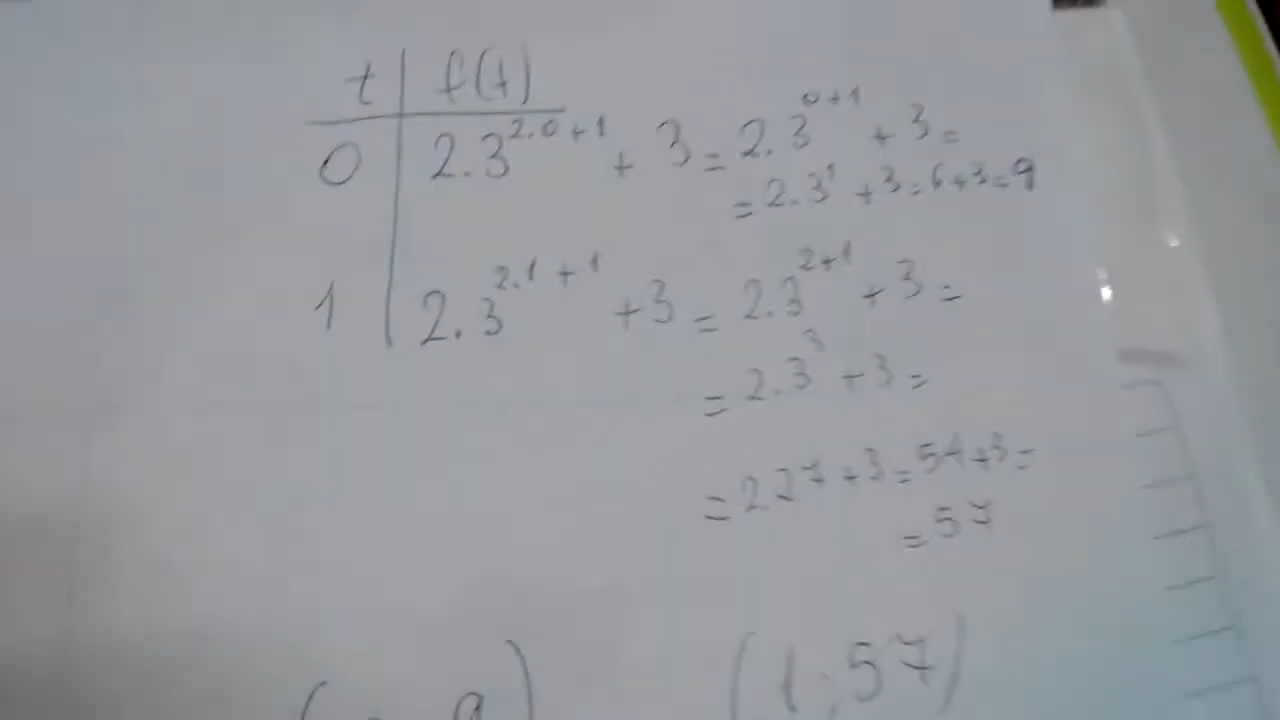 t | f(t)
0 | 2.3^{2.0+1} + 3 = 2.3^{0+1} + 3 =
= 2.3^{1} + 3 = 6 + 3 = 9
1 | 2.3^{2.1+1} + 3 = 2.3^{2+1} + 3 =
= 2.3^{3} + 3 =
= 2.27 + 3 = 54 + 3 =
= 57
( 9) (1; 57)